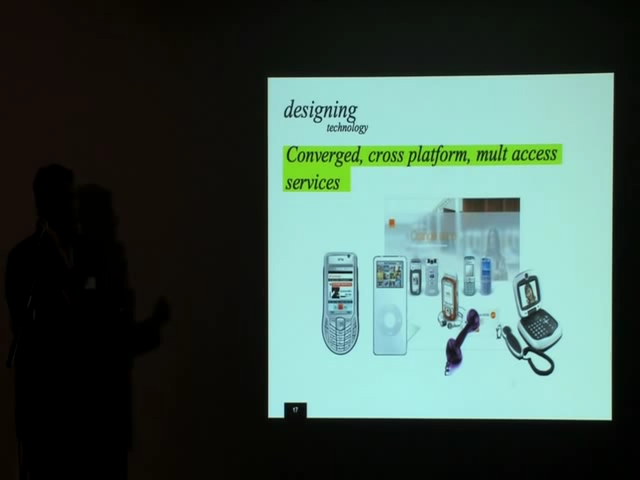 designing
technology
Converged, cross platform, mult access
services
17